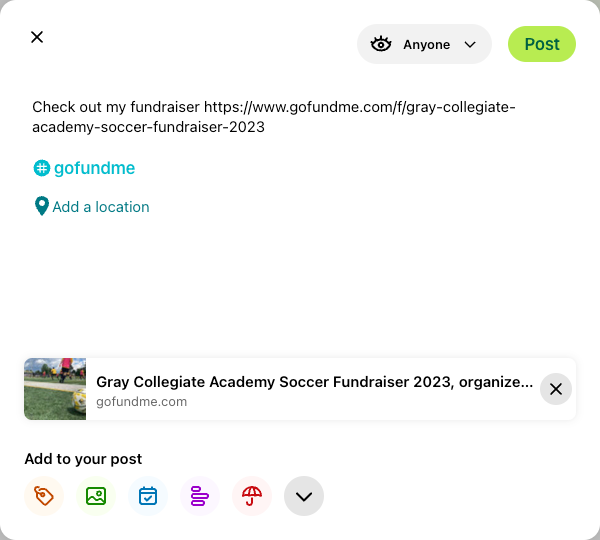 Anyone
Post
Check out my fundraiser https://www.gofundme.com/f/gray-collegiate-
academy-soccer-fundraiser-2023
gofundme
Add a location
Gray Collegiate Academy Soccer Fundraiser 2023, organize...
gofundme.com
Add to your post